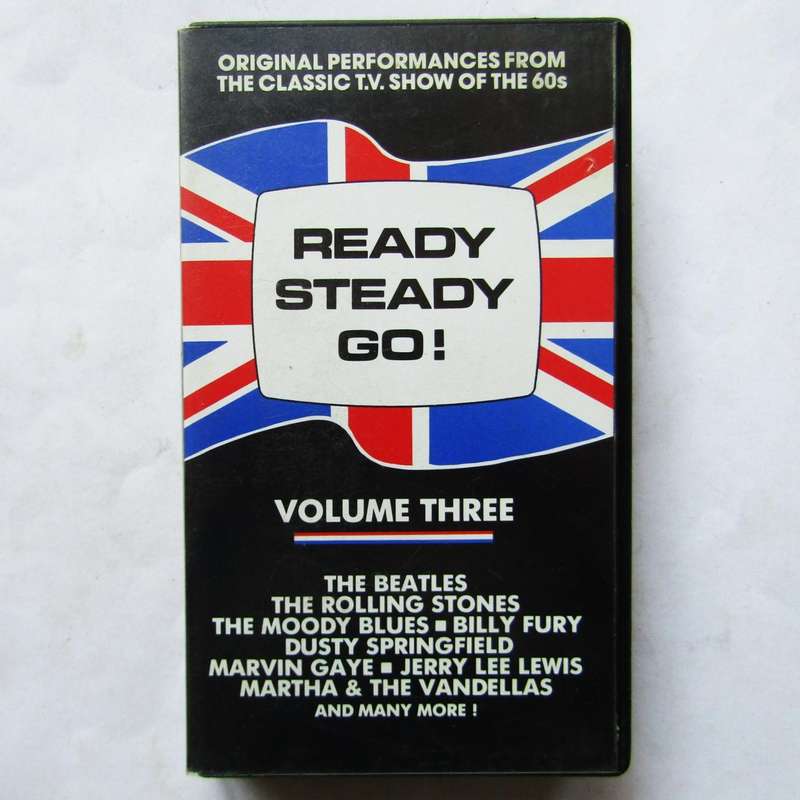 ORIGINAL PERFORMANCES FROM
THE CLASSIC T.V. SHOW OF THE 60s
READY
STEADY
GO!
VOLUME THREE
THE BEATLES
THE ROLLING STONES
THE MOODY BLUES ■ BILLY FURY
DUSTY SPRINGFIELD
MARVIN GAYE ■ JERRY LEE LEWIS
MARTHA & THE VANDELLAS
AND MANY MORE !